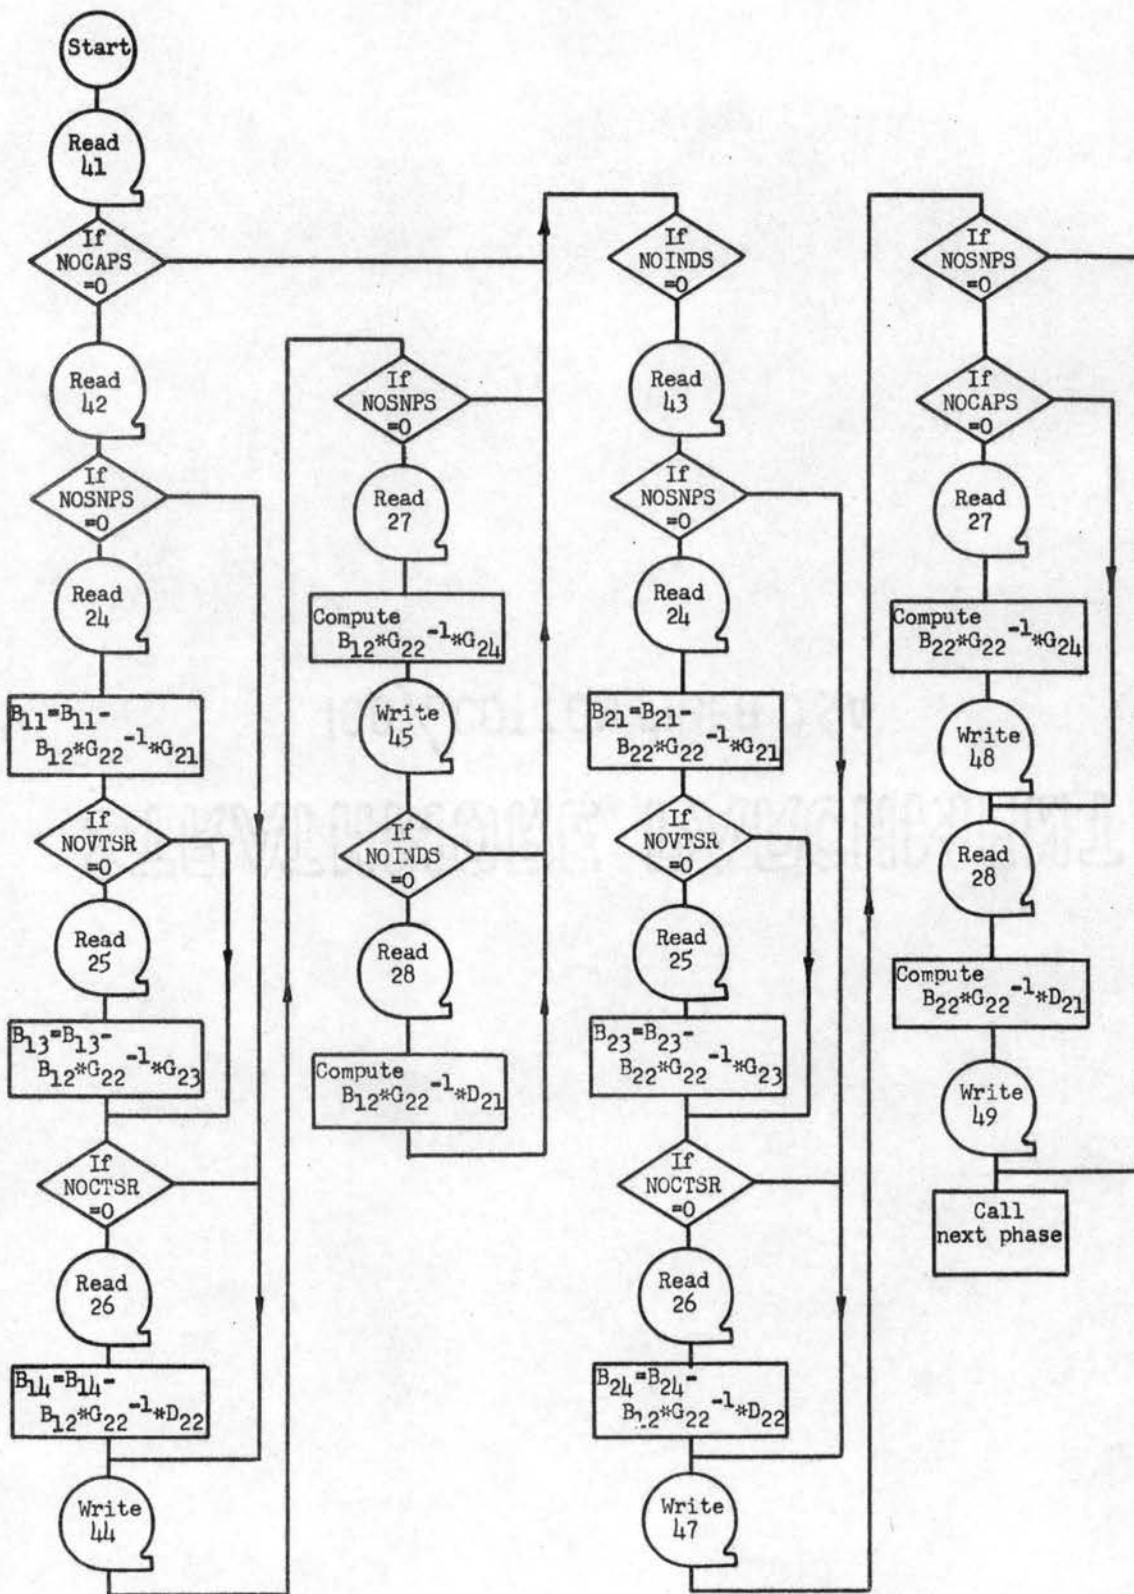 Start
Read
41
If
NOCAPS
=0
Read
42
If
NOSNPS
=0
Read
24
B11=B11-
B12*G22-1*G21
If
NOVTSR
=0
Read
25
B13=B13-
B12*G22-1*G23
If
NOCTSR
=0
Read
26
B14=B14-
B12*G22-1*D22
Write
44
If
NOSNPS
=0
Read
27
Compute
B12*G22-1*G24
Write
45
If
NOINDS
=0
Read
28
Compute
B12*G22-1*D21
If
NOINDS
=0
Read
43
If
NOSNPS
=0
Read
24
B21=B21-
B22*G22-1*G21
If
NOVTSR
=0
Read
25
B23=B23-
B22*G22-1*G23
If
NOCTSR
=0
Read
26
B24=B24-
B12*G22-1*D22
Write
47
If
NOSNPS
=0
If
NOCAPS
=0
Read
27
Compute
B22*G22-1*G24
Write
48
Read
28
Compute
B22*G22-1*D21
Write
49
Call
next phase